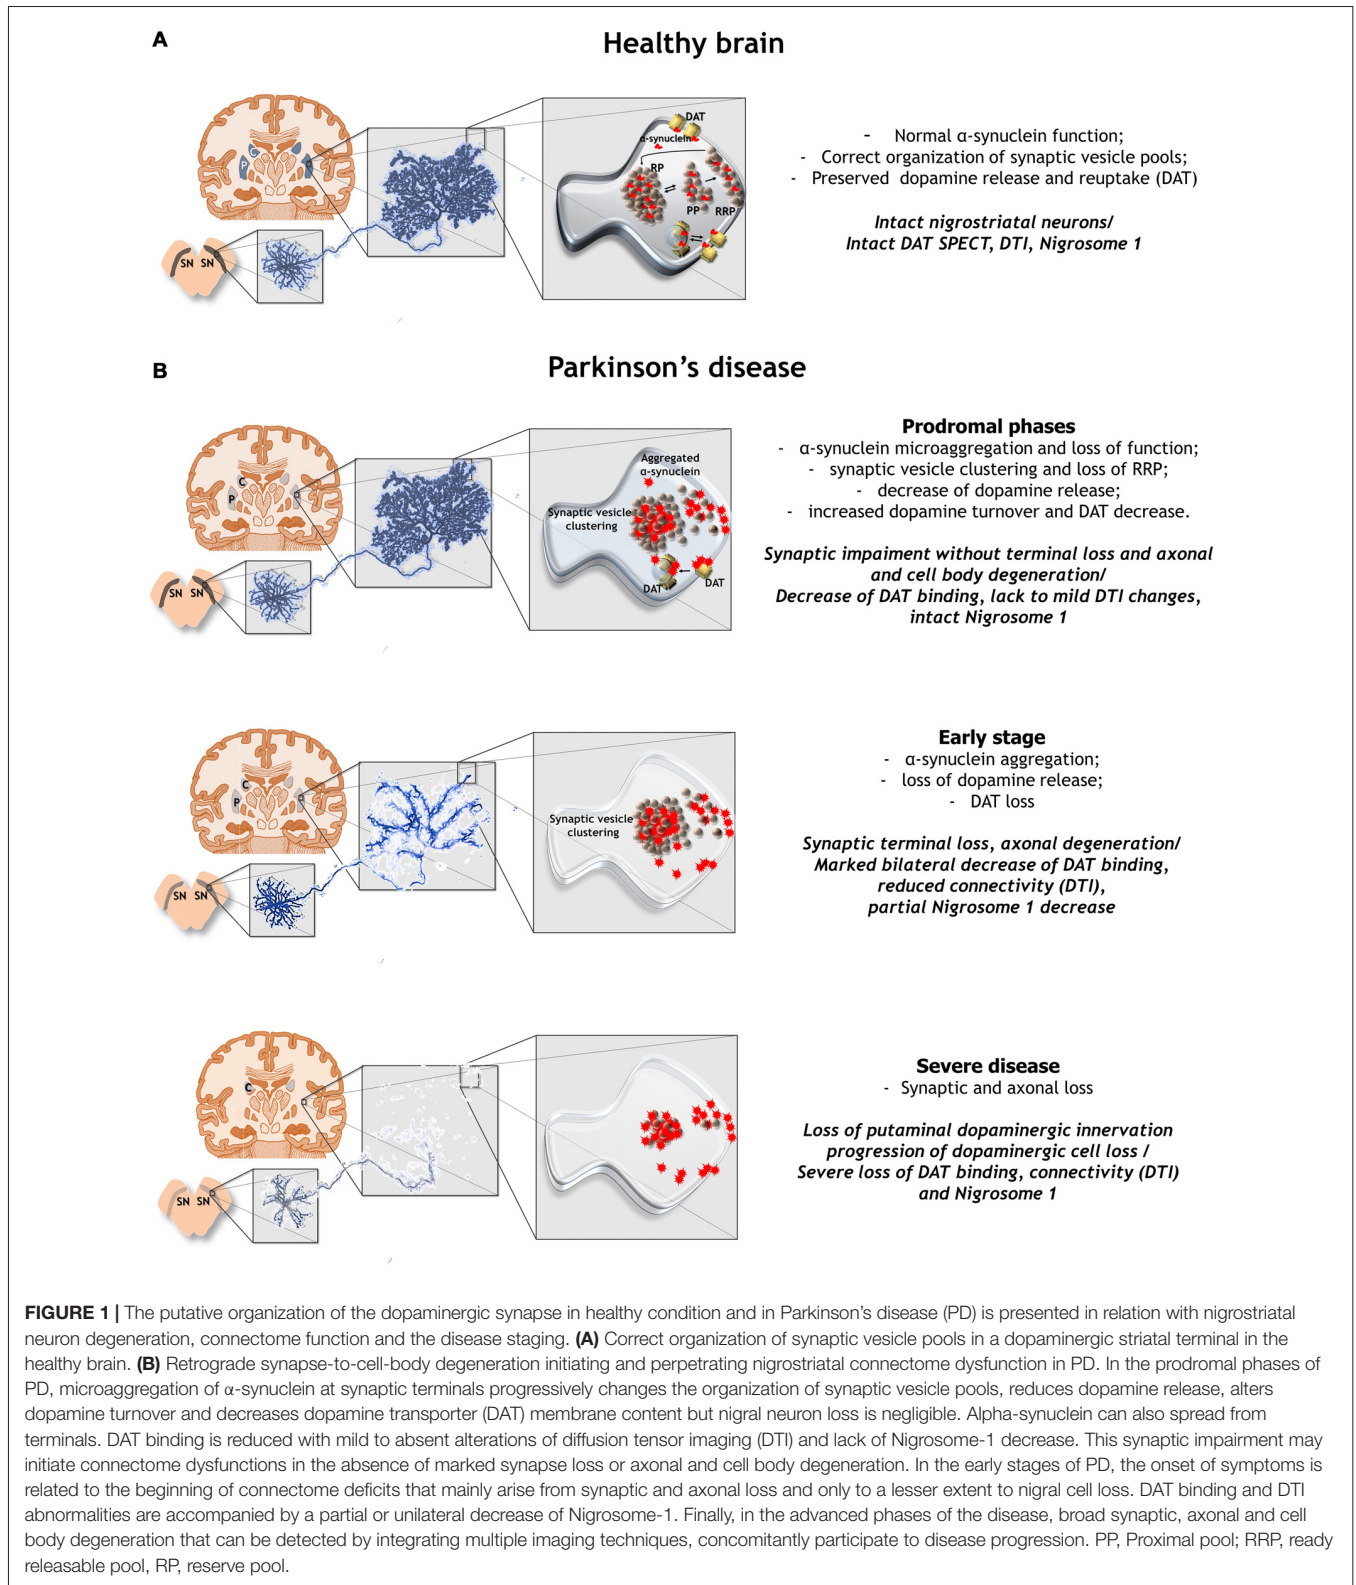 A
Healthy brain
DAT
α-synuclein
C
P
RP
PP
RRP
SN SN
- Normal α-synuclein function;
- Correct organization of synaptic vesicle pools;
- Preserved dopamine release and reuptake (DAT)
Intact nigrostriatal neurons/
Intact DAT SPECT, DTI, Nigrosome 1
B
Parkinson's disease
Aggregated
α-synuclein
C
P
Synaptic vesicle
clustering
DAT
DAT
SN SN
Prodromal phases
- α-synuclein microaggregation and loss of function;
- synaptic vesicle clustering and loss of RRP;
- decrease of dopamine release;
- increased dopamine turnover and DAT decrease.
Synaptic impaiment without terminal loss and axonal
and cell body degeneration/
Decrease of DAT binding, lack to mild DTI changes,
intact Nigrosome 1
C
P
Synaptic vesicle
clustering
SN SN
Early stage
- α-synuclein aggregation;
- loss of dopamine release;
- DAT loss
Synaptic terminal loss, axonal degeneration/
Marked bilateral decrease of DAT binding,
reduced connectivity (DTI),
partial Nigrosome 1 decrease
C
SN SN
Severe disease
- Synaptic and axonal loss
Loss of putaminal dopaminergic innervation
progression of dopaminergic cell loss /
Severe loss of DAT binding, connectivity (DTI)
and Nigrosome 1
FIGURE 1 | The putative organization of the dopaminergic synapse in healthy condition and in Parkinson's disease (PD) is presented in relation with nigrostriatal
neuron degeneration, connectome function and the disease staging. (A) Correct organization of synaptic vesicle pools in a dopaminergic striatal terminal in the
healthy brain. (B) Retrograde synapse-to-cell-body degeneration initiating and perpetrating nigrostriatal connectome dysfunction in PD. In the prodromal phases of
PD, microaggregation of α-synuclein at synaptic terminals progressively changes the organization of synaptic vesicle pools, reduces dopamine release, alters
dopamine turnover and decreases dopamine transporter (DAT) membrane content but nigral neuron loss is negligible. Alpha-synuclein can also spread from
terminals. DAT binding is reduced with mild to absent alterations of diffusion tensor imaging (DTI) and lack of Nigrosome-1 decrease. This synaptic impairment may
initiate connectome dysfunctions in the absence of marked synapse loss or axonal and cell body degeneration. In the early stages of PD, the onset of symptoms is
related to the beginning of connectome deficits that mainly arise from synaptic and axonal loss and only to a lesser extent to nigral cell loss. DAT binding and DTI
abnormalities are accompanied by a partial or unilateral decrease of Nigrosome-1. Finally, in the advanced phases of the disease, broad synaptic, axonal and cell
body degeneration that can be detected by integrating multiple imaging techniques, concomitantly participate to disease progression. PP, Proximal pool; RRP, ready
releasable pool, RP, reserve pool.